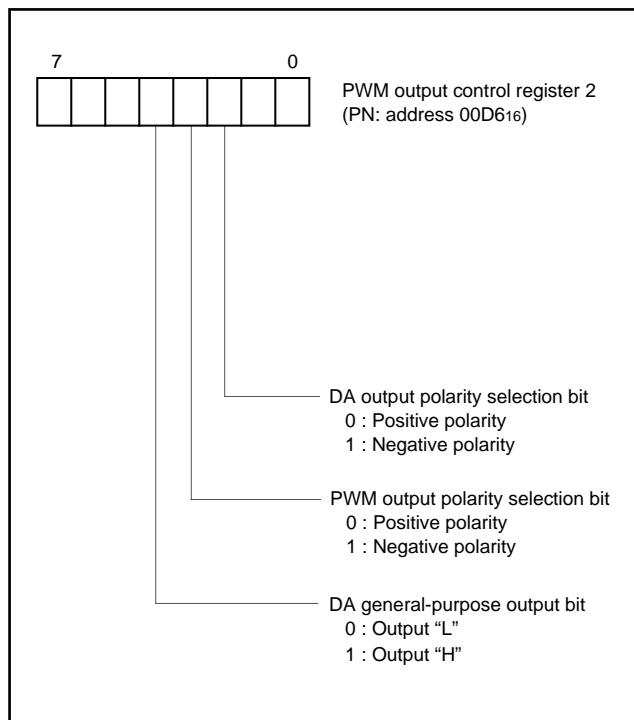 7 0
PWM output control register 2
(PN: address 00D616)
DA output polarity selection bit
0 : Positive polarity
1 : Negative polarity
PWM output polarity selection bit
0 : Positive polarity
1 : Negative polarity
DA general-purpose output bit
0 : Output “L”
1 : Output “H”